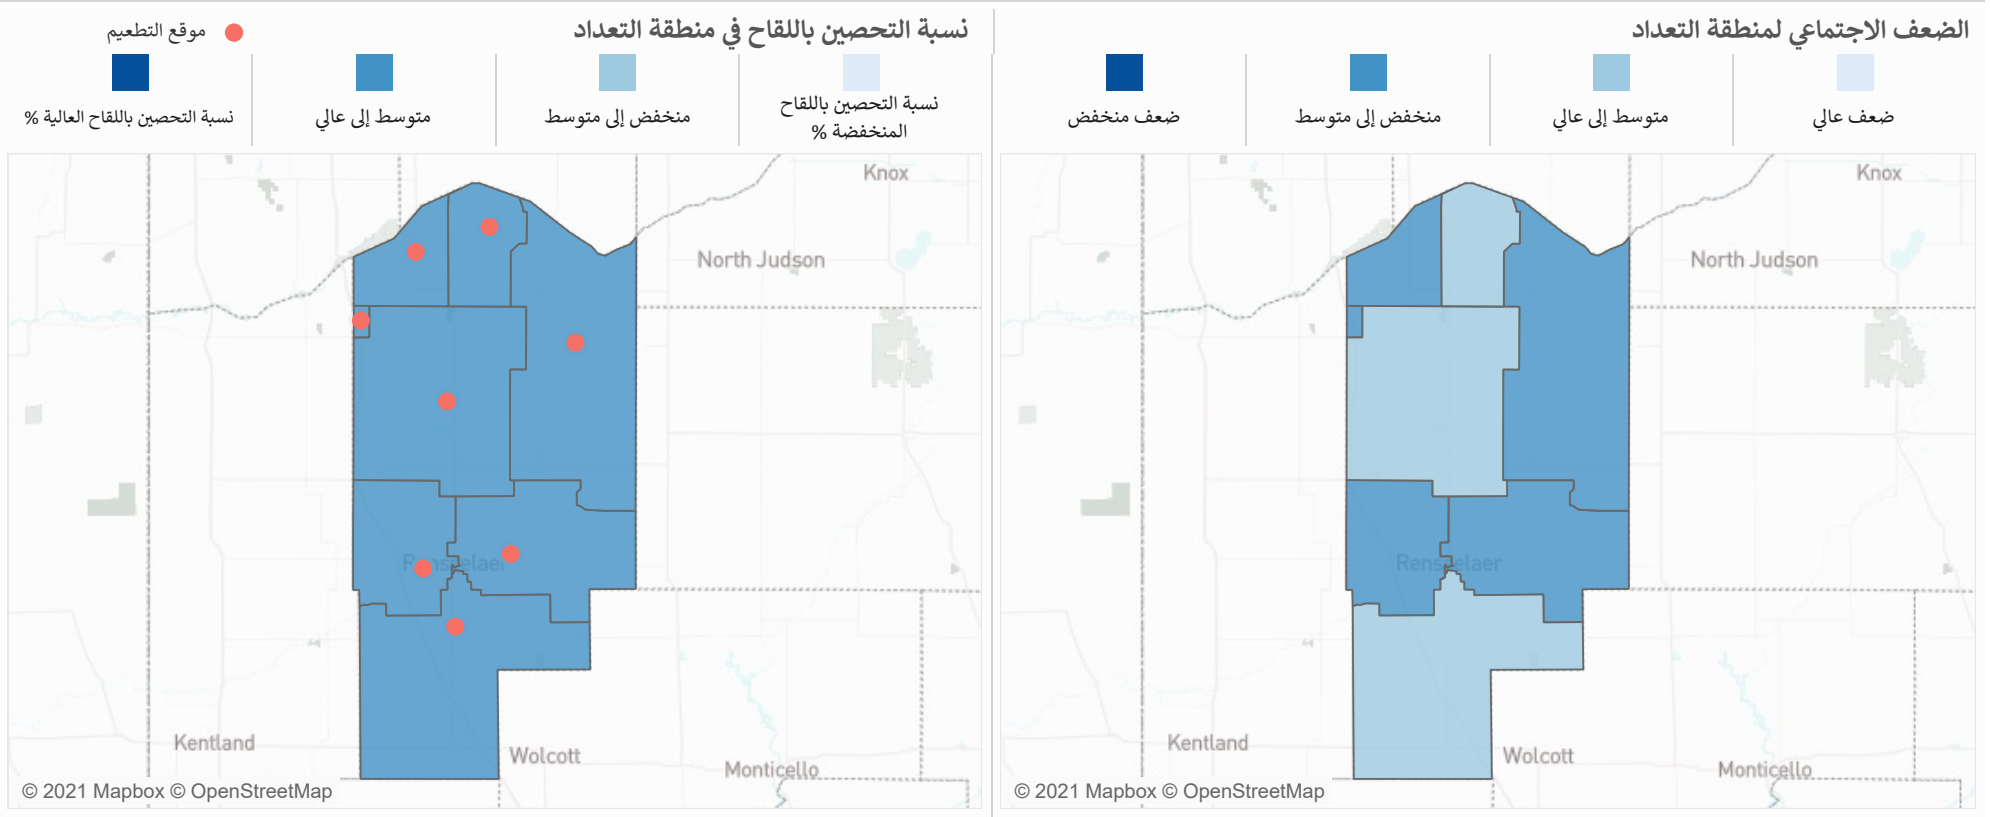 الضعف الاجتماعي لمنطقة التعداد
ضعف عالي
متوسط إلى عالي
منخفض إلى متوسط
ضعف منخفض
Knox
North Judson
Rensselaer
Kentland
Wolcott
Monticello
© 2021 Mapbox © OpenStreetMap
نسبة التحصين باللقاح في منطقة التعداد
موقع التطعيم
نسبة التحصين باللقاح
المنخفضة %
منخفض إلى متوسط
متوسط إلى عالي
نسبة التحصين باللقاح العالية %
Knox
North Judson
Rensselaer
Kentland
Wolcott
Monticello
© 2021 Mapbox © OpenStreetMap